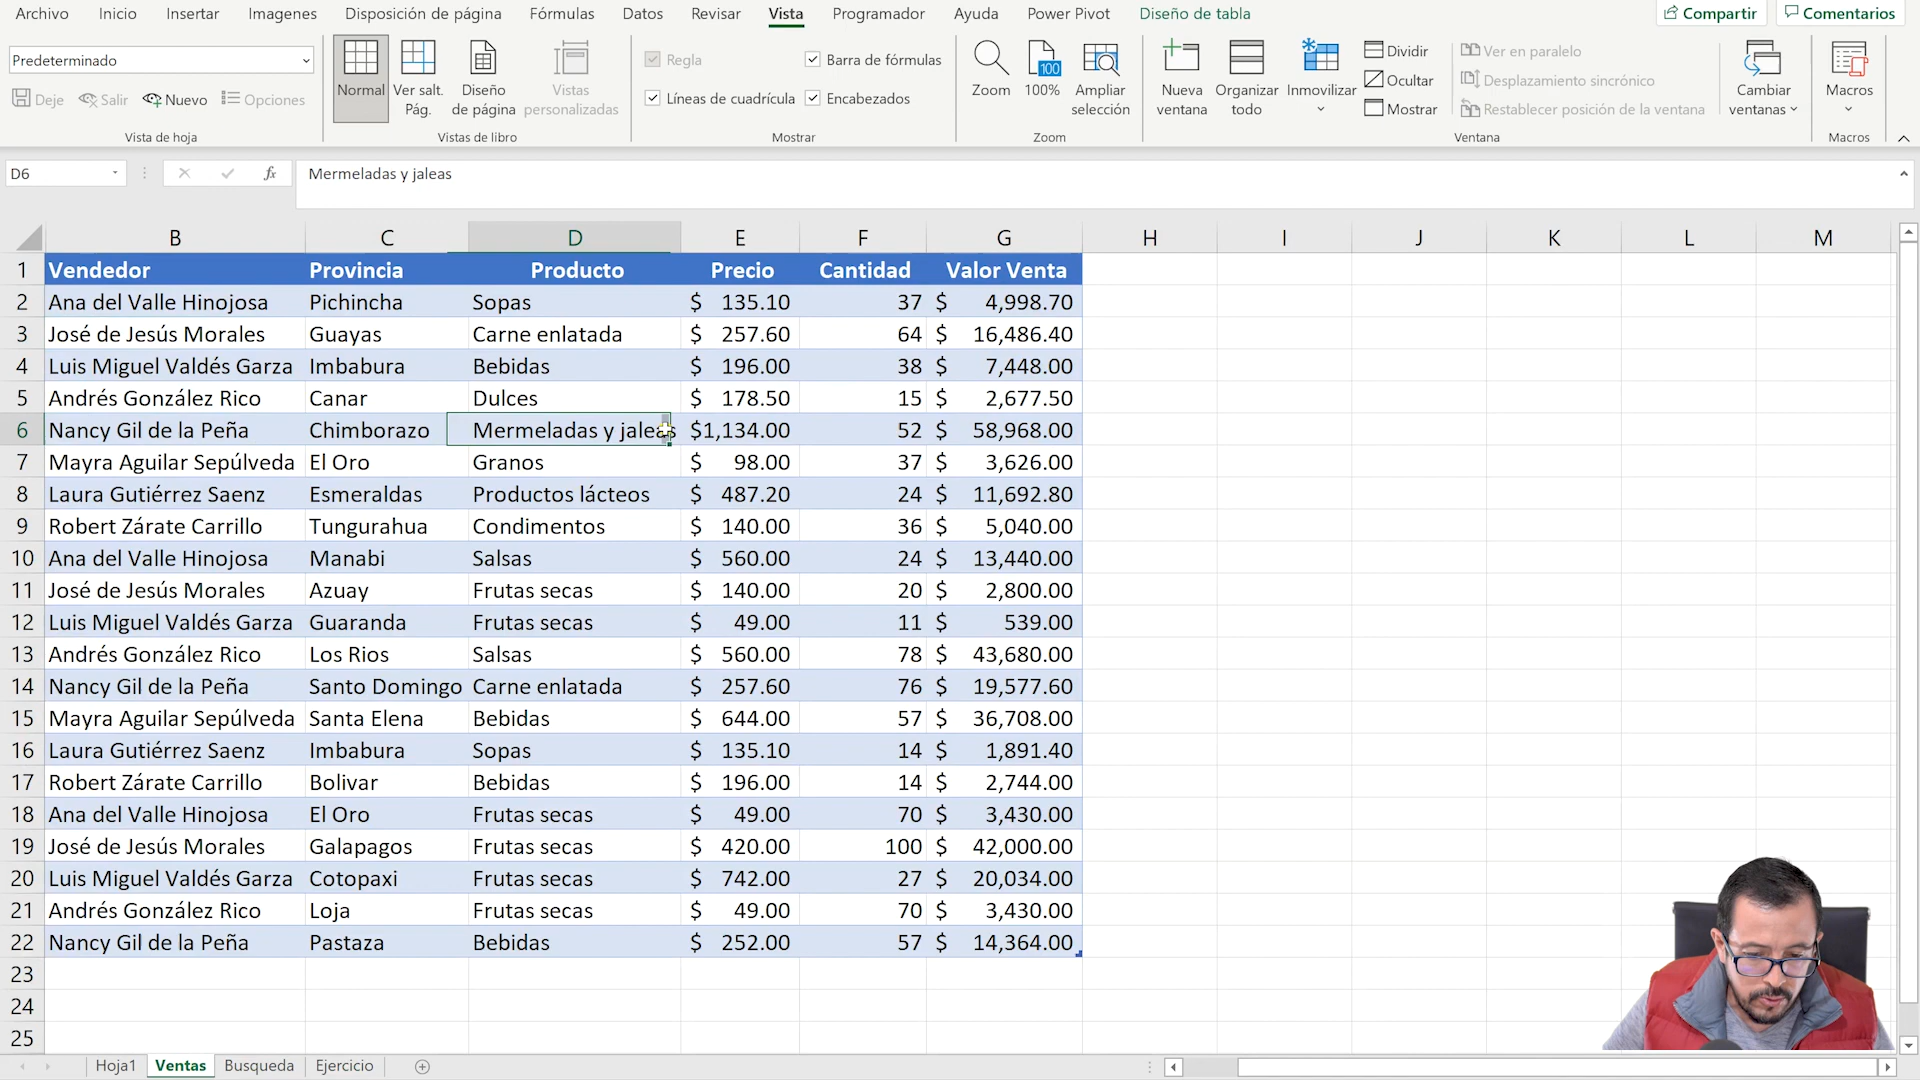 Archivo Inicio Insertar Imagenes Disposición de página Fórmulas Datos Revisar Vista Programador Ayuda Power Pivot Diseño de tabla Compartir Comentarios
Predeterminado
Deje Salir Nuevo Opciones
Vista de hoja
Normal
Ver salt. Pág.
Diseño de página
Vistas personalizadas
Vistas de libro
Regla
Barra de fórmulas
Líneas de cuadrícula
Encabezados
Mostrar
Zoom
100
100%
Ampliar selección
Zoom
Nueva ventana
Organizar todo
Inmovilizar
Dividir
Ocultar
Mostrar
Ver en paralelo
Desplazamiento sincrónico
Restablecer posición de la ventana
Cambiar ventanas
Ventana
Macros
Macros
D6
fx
Mermeladas y jaleas
B C D E F G H I J K L M
1 Vendedor Provincia Producto Precio Cantidad Valor Venta
2 Ana del Valle Hinojosa Pichincha Sopas $ 135.10 37 $ 4,998.70
3 José de Jesús Morales Guayas Carne enlatada $ 257.60 64 $ 16,486.40
4 Luis Miguel Valdés Garza Imbabura Bebidas $ 196.00 38 $ 7,448.00
5 Andrés González Rico Canar Dulces $ 178.50 15 $ 2,677.50
6 Nancy Gil de la Peña Chimborazo Mermeladas y jaleas $1,134.00 52 $ 58,968.00
7 Mayra Aguilar Sepúlveda El Oro Granos $ 98.00 37 $ 3,626.00
8 Laura Gutiérrez Saenz Esmeraldas Productos lácteos $ 487.20 24 $ 11,692.80
9 Robert Zárate Carrillo Tungurahua Condimentos $ 140.00 36 $ 5,040.00
10 Ana del Valle Hinojosa Manabi Salsas $ 560.00 24 $ 13,440.00
11 José de Jesús Morales Azuay Frutas secas $ 140.00 20 $ 2,800.00
12 Luis Miguel Valdés Garza Guaranda Frutas secas $ 49.00 11 $ 539.00
13 Andrés González Rico Los Rios Salsas $ 560.00 78 $ 43,680.00
14 Nancy Gil de la Peña Santo Domingo Carne enlatada $ 257.60 76 $ 19,577.60
15 Mayra Aguilar Sepúlveda Santa Elena Bebidas $ 644.00 57 $ 36,708.00
16 Laura Gutiérrez Saenz Imbabura Sopas $ 135.10 14 $ 1,891.40
17 Robert Zárate Carrillo Bolivar Bebidas $ 196.00 14 $ 2,744.00
18 Ana del Valle Hinojosa El Oro Frutas secas $ 49.00 70 $ 3,430.00
19 José de Jesús Morales Galapagos Frutas secas $ 420.00 100 $ 42,000.00
20 Luis Miguel Valdés Garza Cotopaxi Frutas secas $ 742.00 27 $ 20,034.00
21 Andrés González Rico Loja Frutas secas $ 49.00 70 $ 3,430.00
22 Nancy Gil de la Peña Pastaza Bebidas $ 252.00 57 $ 14,364.00
23
24
25
Hoja1 Ventas Busqueda Ejercicio